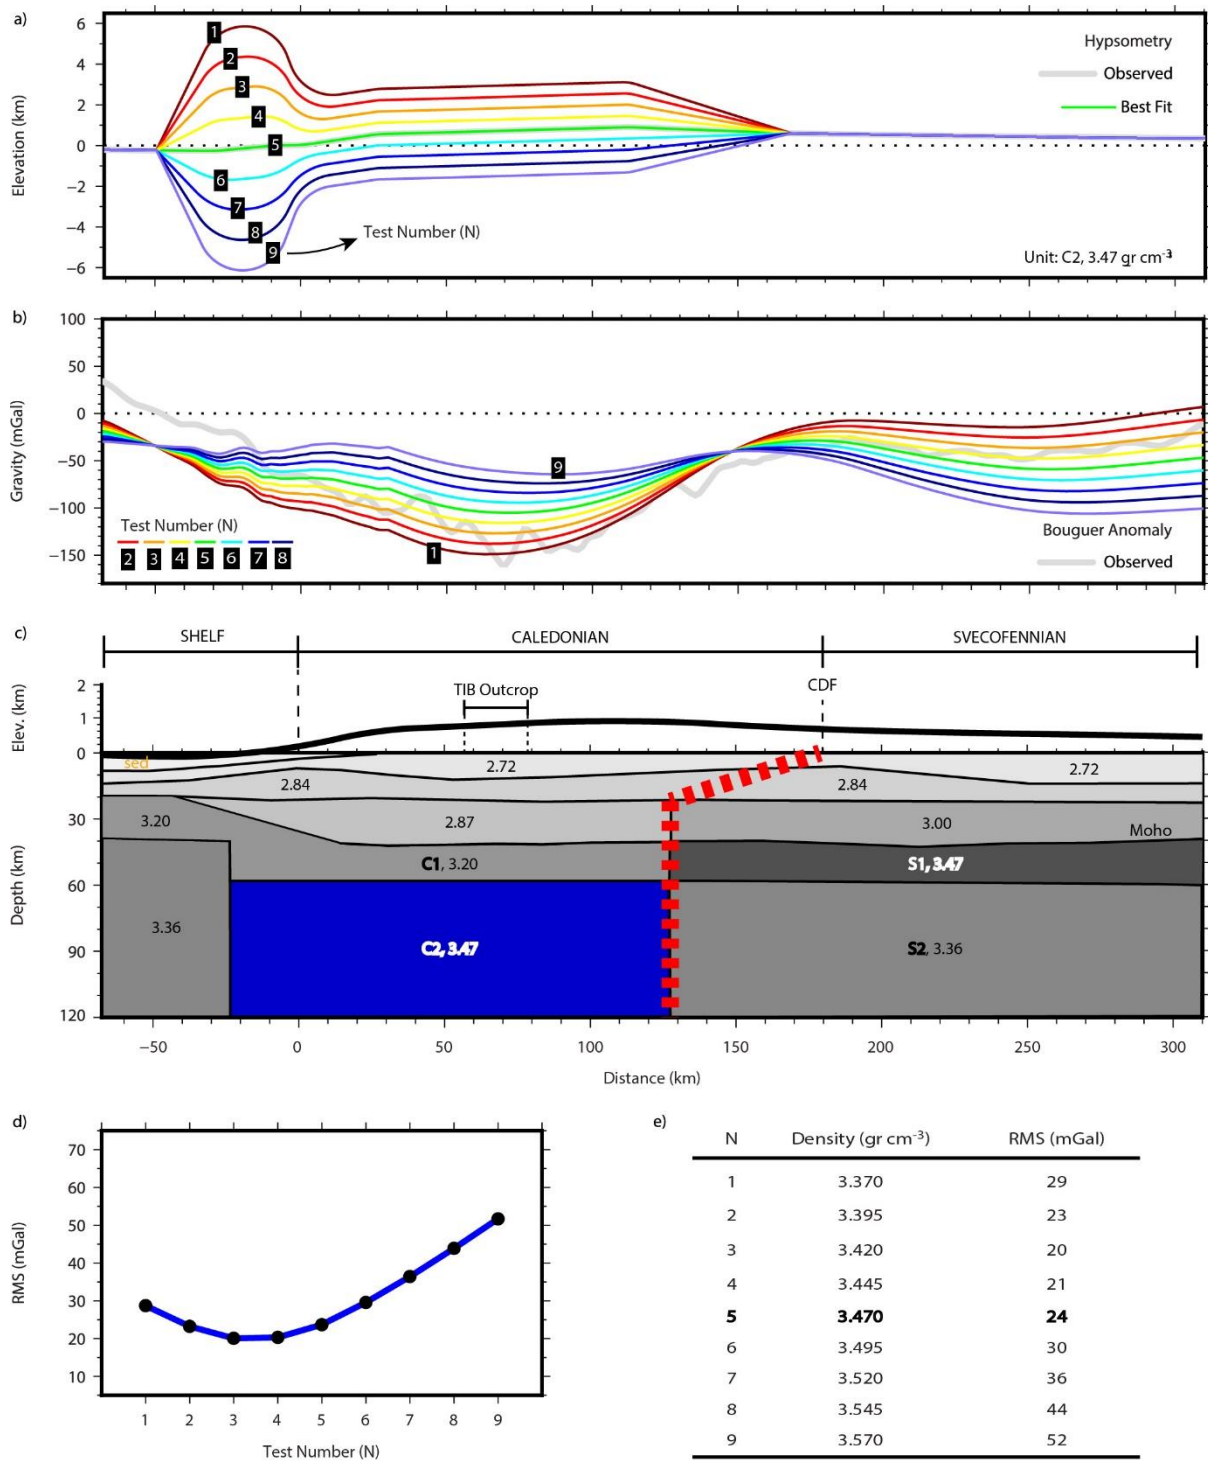 a)
6
4
2
0
−2
−4
−6
Elevation (km)
1
2
3
4
5
6
7
8
9
Test Number (N)
Hypsometry
Observed
Best Fit
Unit: C2, 3.47 gr cm⁻³
b)
100
50
0
−50
−100
−150
Gravity (mGal)
9
1
Test Number (N)
2 3 4 5 6 7 8
Bouguer Anomaly
Observed
c)
SHELF CALEDONIAN SVECOFENNIAN
TIB Outcrop
CDF
2
1
0
Elev. (km)
sed
2.72
2.72
2.84
2.84
3.20
2.87
3.00
Moho
C1, 3.20
S1, 3.47
3.36
C2, 3.47
S2, 3.36
30
60
90
120
Depth (km)
−50 0 50 100 150 200 250 300
Distance (km)
d)
70
60
50
40
30
20
10
RMS (mGal)
1 2 3 4 5 6 7 8 9
Test Number (N)
e)
N Density (gr cm⁻³) RMS (mGal)
1 3.370 29
2 3.395 23
3 3.420 20
4 3.445 21
5 3.470 24
6 3.495 30
7 3.520 36
8 3.545 44
9 3.570 52